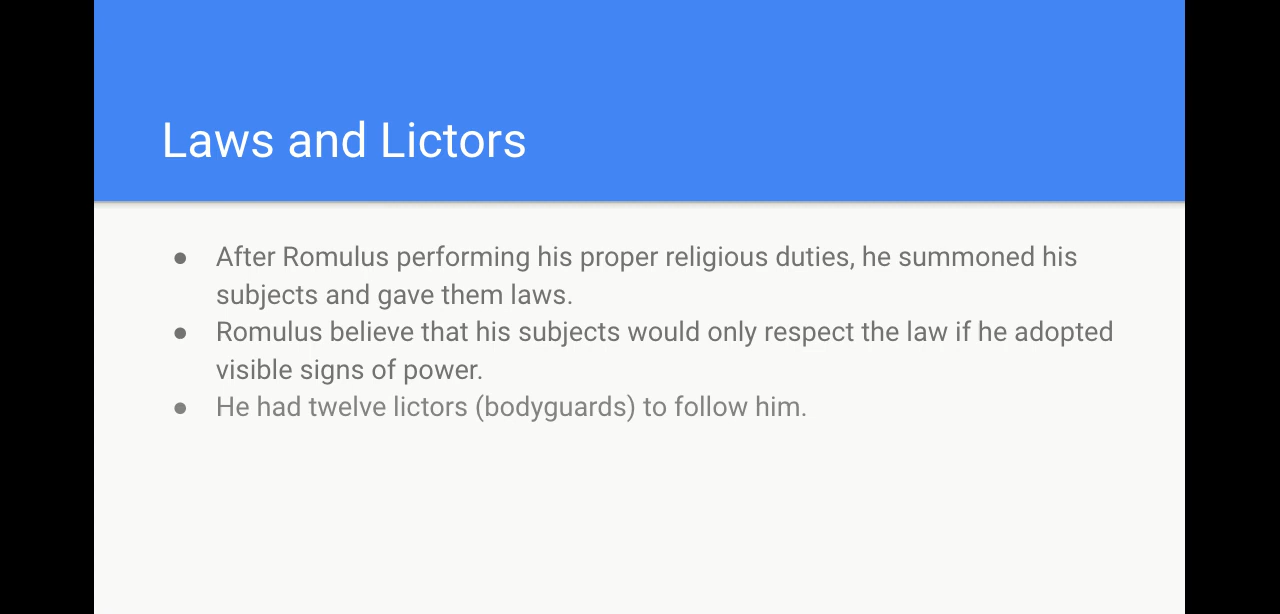 Laws and Lictors
● After Romulus performing his proper religious duties, he summoned his
subjects and gave them laws.
● Romulus believe that his subjects would only respect the law if he adopted
visible signs of power.
● He had twelve lictors (bodyguards) to follow him.